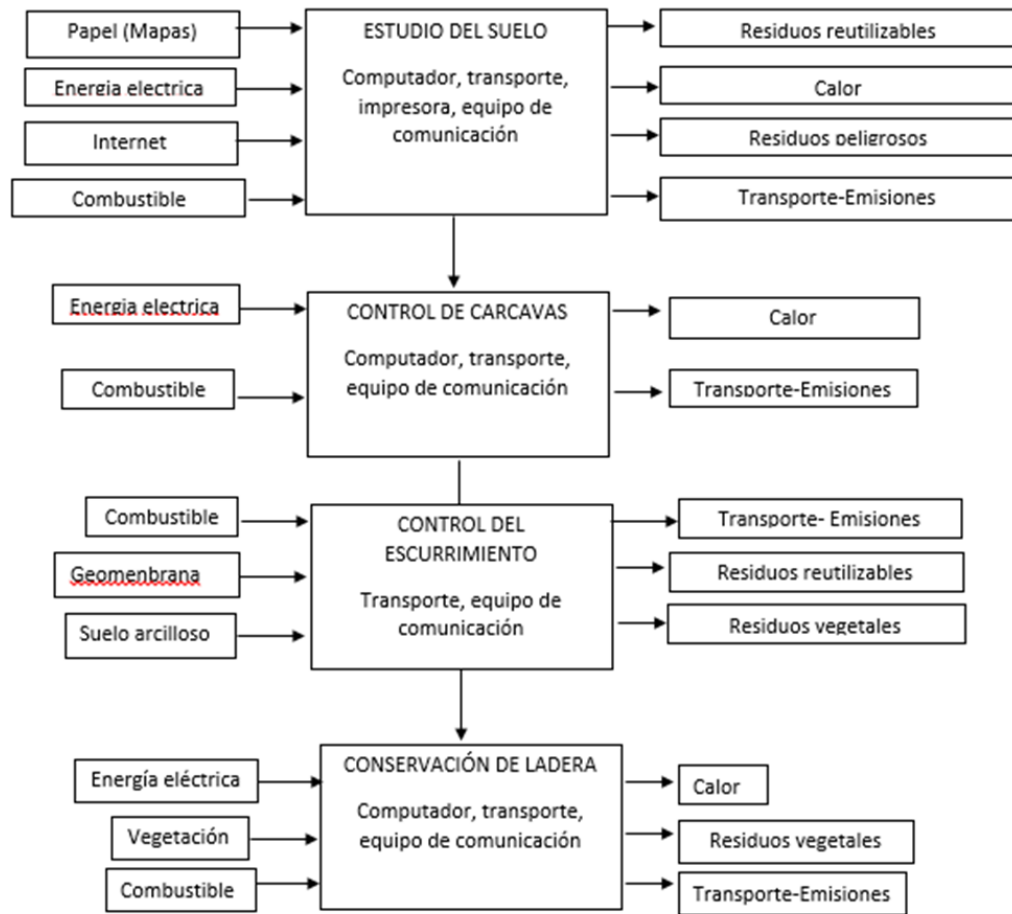 Papel (Mapas)
Energia electrica
Internet
Combustible
ESTUDIO DEL SUELO
Computador, transporte,
impresora, equipo de
comunicación
Residuos reutilizables
Calor
Residuos peligrosos
Transporte-Emisiones
Energia electrica
Combustible
CONTROL DE CARCAVAS
Computador, transporte,
equipo de comunicación
Calor
Transporte-Emisiones
Combustible
Geomenbrana
Suelo arcilloso
CONTROL DEL
ESCURRIMIENTO
Transporte, equipo de
comunicación
Transporte- Emisiones
Residuos reutilizables
Residuos vegetales
Energía eléctrica
Vegetación
Combustible
CONSERVACIÓN DE LADERA
Computador, transporte,
equipo de comunicación
Calor
Residuos vegetales
Transporte-Emisiones